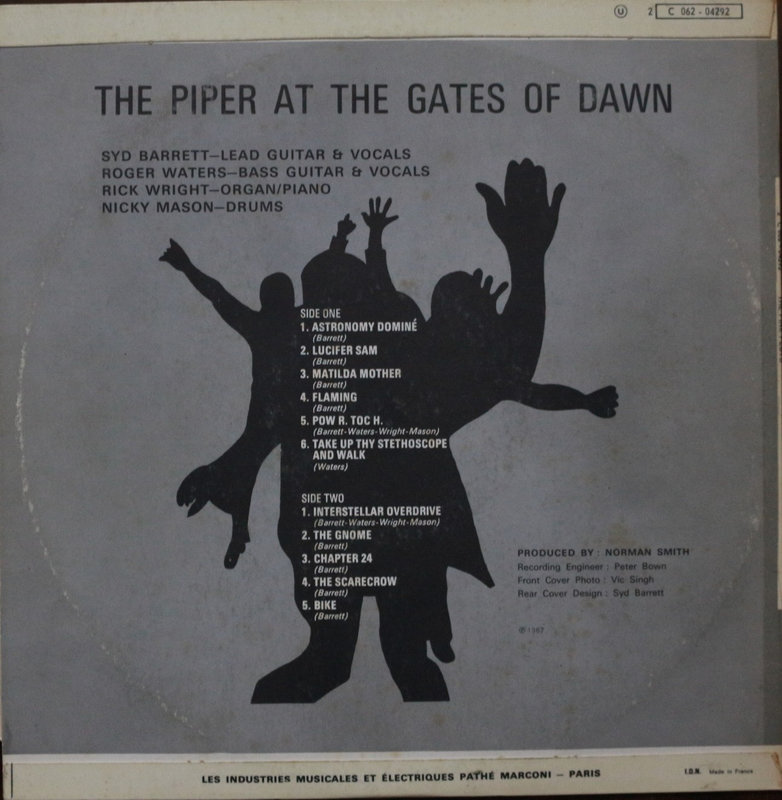 U 2 C 062 - 04292
THE PIPER AT THE GATES OF DAWN
SYD BARRETT—LEAD GUITAR & VOCALS
ROGER WATERS—BASS GUITAR & VOCALS
RICK WRIGHT—ORGAN/PIANO
NICKY MASON—DRUMS
SIDE ONE
1. ASTRONOMY DOMINÉ
(Barrett)
2. LUCIFER SAM
(Barrett)
3. MATILDA MOTHER
(Barrett)
4. FLAMING
(Barrett)
5. POW R. TOC H.
(Barrett-Waters-Wright-Mason)
6. TAKE UP THY STETHOSCOPE
AND WALK
(Waters)
SIDE TWO
1. INTERSTELLAR OVERDRIVE
(Barrett-Waters-Wright-Mason)
2. THE GNOME
(Barrett)
3. CHAPTER 24
(Barrett)
4. THE SCARECROW
(Barrett)
5. BIKE
(Barrett)
PRODUCED BY : NORMAN SMITH
Recording Engineer : Peter Bown
Front Cover Photo : Vic Singh
Rear Cover Design : Syd Barrett
℗ 1967
LES INDUSTRIES MUSICALES ET ÉLECTRIQUES PATHÉ MARCONI — PARIS
I.D.N. Made in France